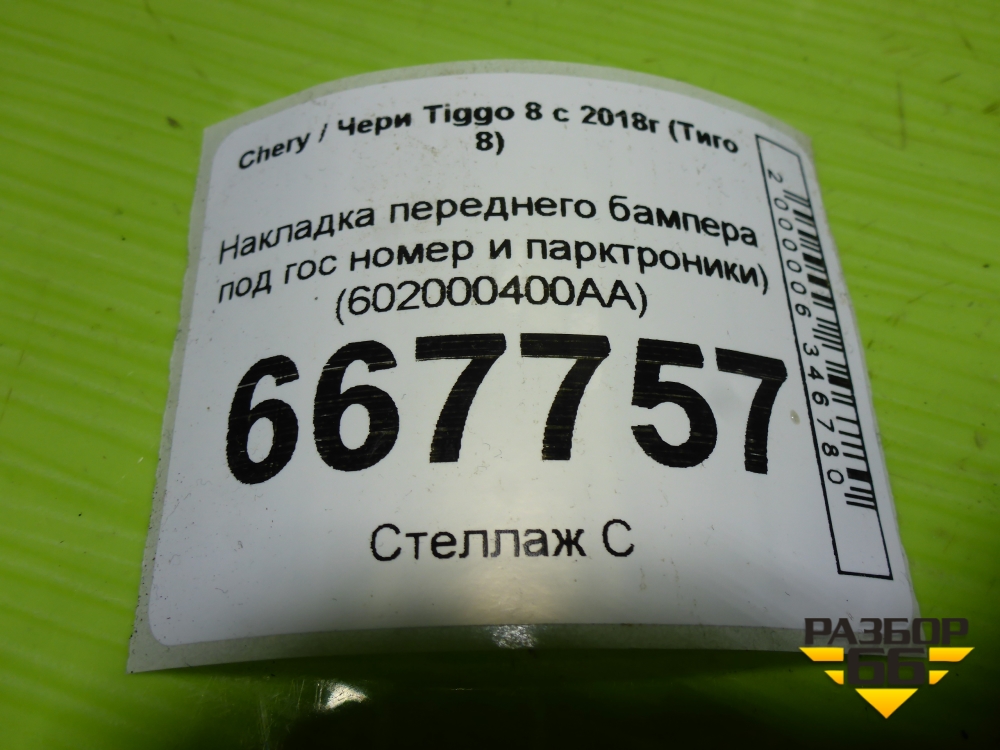 Chery / Чери Tiggo 8 с 2018г (Тиго
8)
Накладка переднего бампера
под гос номер и парктроники)
(602000400AA)
667757
Стеллаж С
2000006346780
РАЗБОР
66